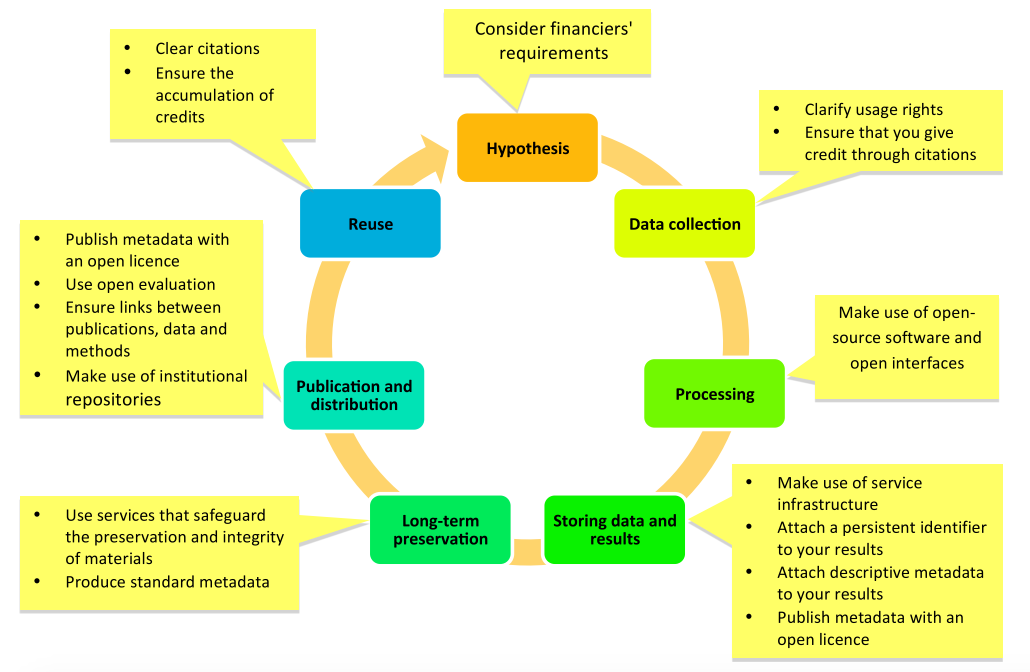 Consider financiers'
requirements
Hypothesis
• Clarify usage rights
• Ensure that you give
credit through citations
Data collection
Make use of open-
source software and
open interfaces
Processing
• Make use of service
infrastructure
• Attach a persistent identifier
to your results
• Attach descriptive metadata
to your results
• Publish metadata with an
open licence
Storing data and
results
• Use services that safeguard
the preservation and integrity
of materials
• Produce standard metadata
Long-term
preservation
• Publish metadata with
an open licence
• Use open evaluation
• Ensure links between
publications, data and
methods
• Make use of institutional
repositories
Publication and
distribution
• Clear citations
• Ensure the
accumulation of
credits
Reuse